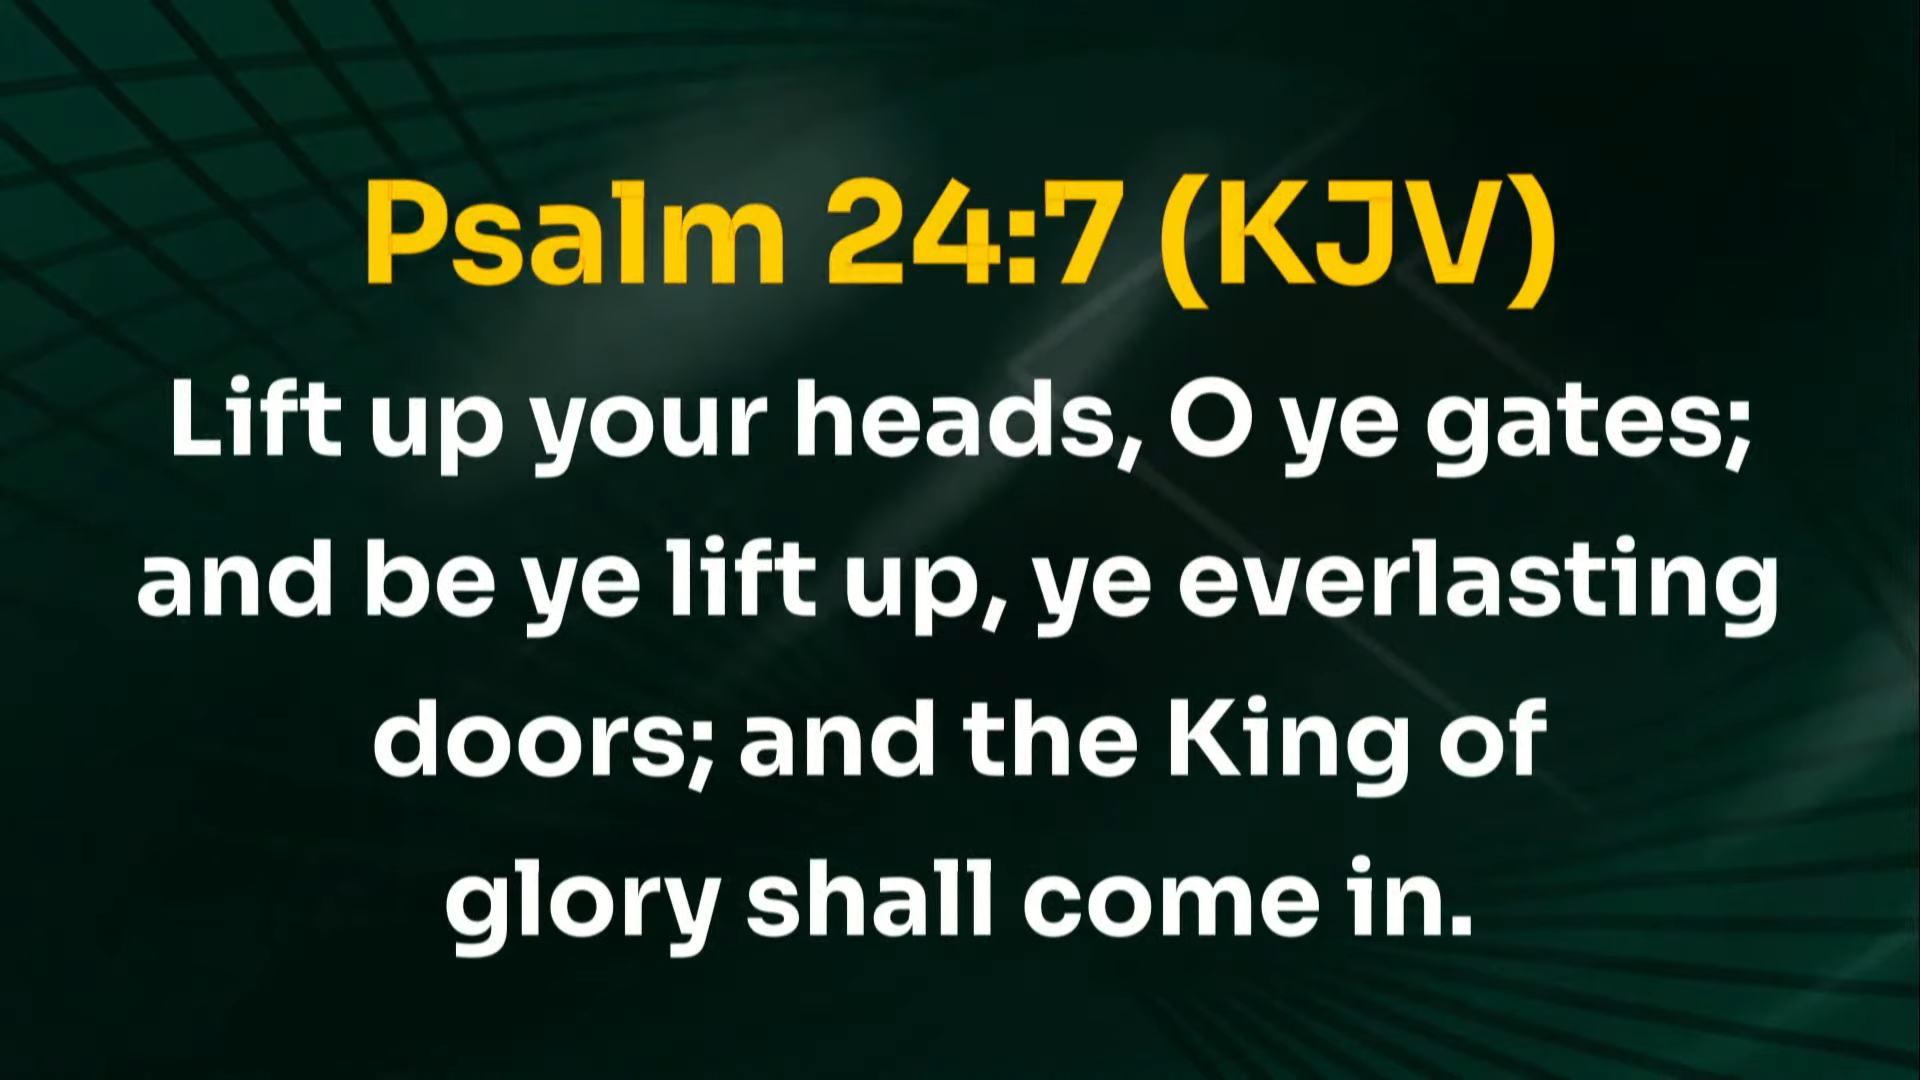 Psalm 24:7 (KJV)
Lift up your heads, O ye gates;
and be ye lift up, ye everlasting
doors; and the King of
glory shall come in.